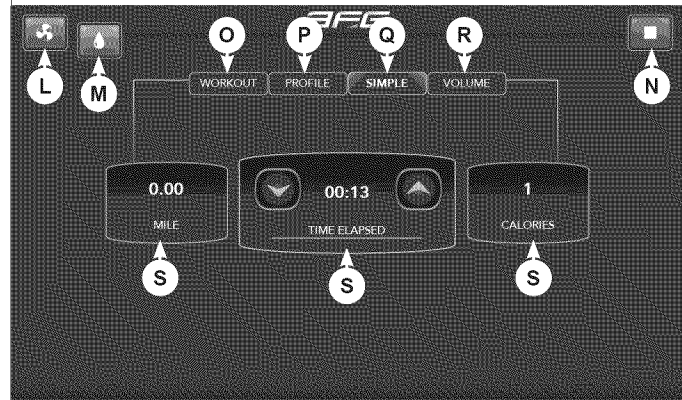 AFG
O P Q R
L M N
WORKOUT PROFILE SIMPLE VOLUME
0.00 00:13 1
MILE TIME ELAPSED CALORIES
S S S